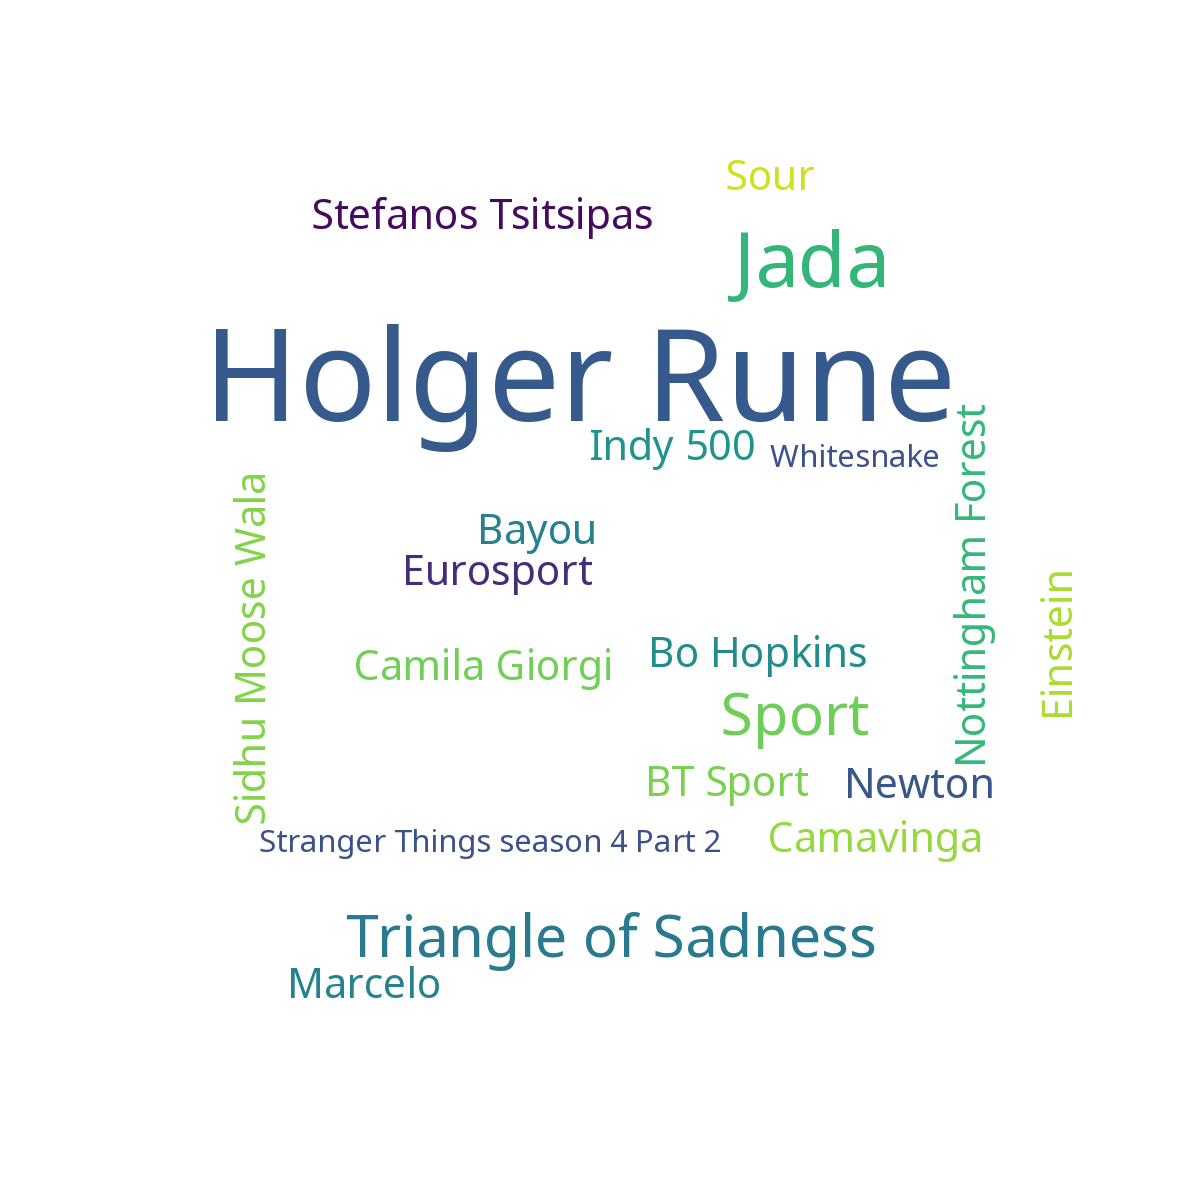 Sour
Stefanos Tsitsipas
Jada
Holger Rune
Indy 500
Whitesnake
Nottingham Forest
Sidhu Moose Wala
Bayou
Eurosport
Einstein
Bo Hopkins
Camila Giorgi
Sport
BT Sport
Newton
Stranger Things season 4 Part 2
Camavinga
Triangle of Sadness
Marcelo